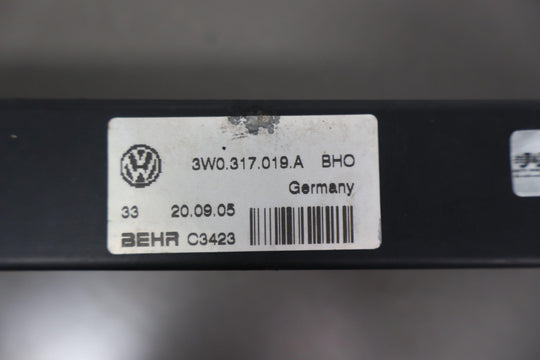 3W0.317.019.A BHO
Germany
33 20.09.05
BEHR C3423